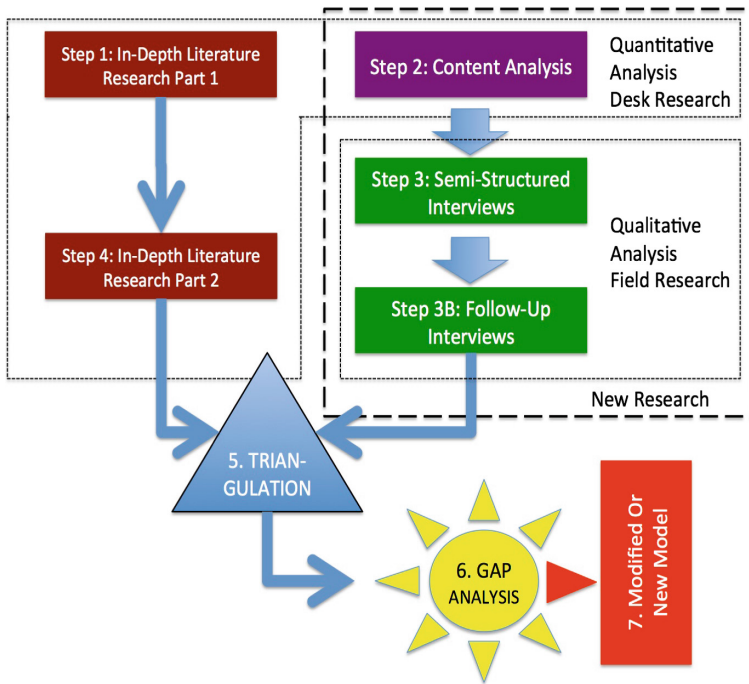 Step 1: In-Depth Literature
Research Part 1
Step 2: Content Analysis
Quantitative
Analysis
Desk Research
Step 3: Semi-Structured
Interviews
Qualitative
Analysis
Field Research
Step 4: In-Depth Literature
Research Part 2
Step 3B: Follow-Up
Interviews
New Research
5. TRIAN-
GULATION
6. GAP
ANALYSIS
7. Modified Or
New Model